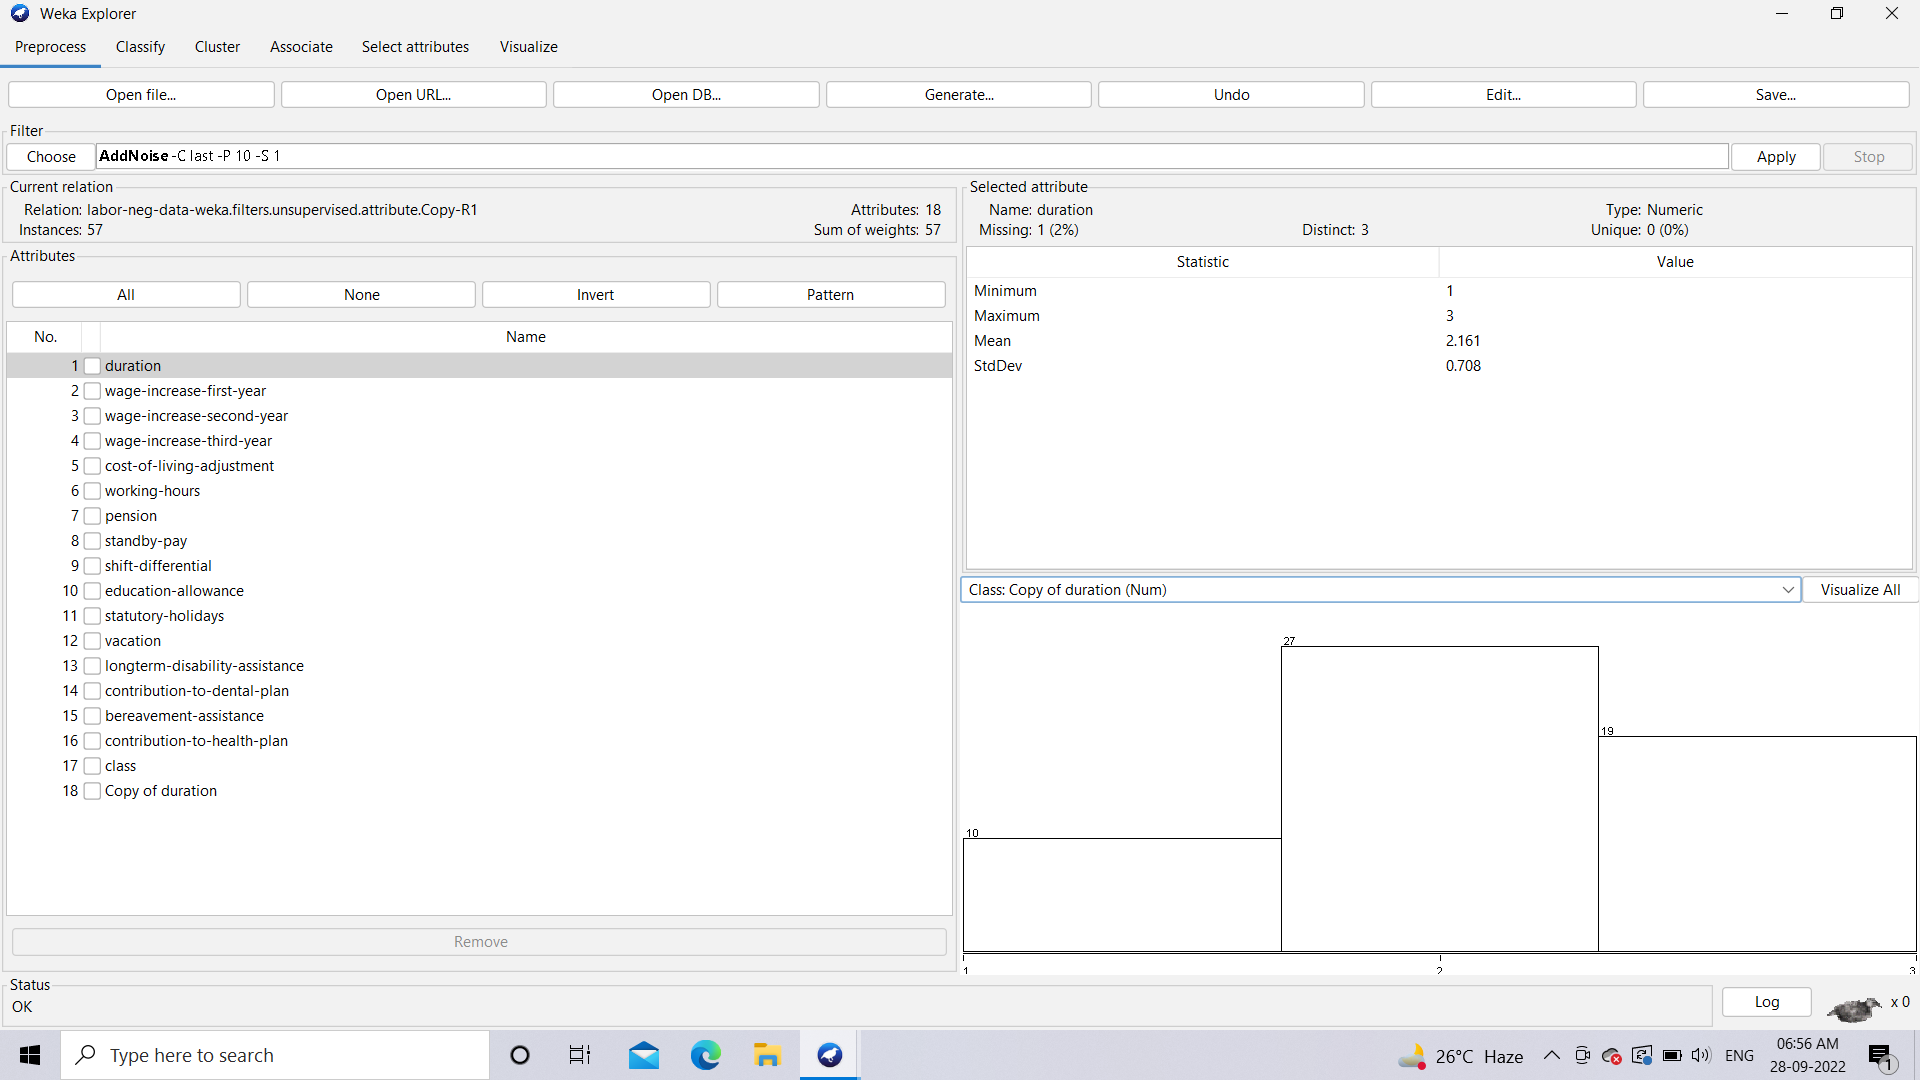 Weka Explorer
Preprocess Classify Cluster Associate Select attributes Visualize
Open file... Open URL... Open DB... Generate... Undo Edit... Save...
Filter
Choose AddNoise -C last -P 10 -S 1 Apply Stop
Current relation
Relation: labor-neg-data-weka.filters.unsupervised.attribute.Copy-R1 Attributes: 18
Instances: 57 Sum of weights: 57
Attributes
All None Invert Pattern
No. Name
1 duration
2 wage-increase-first-year
3 wage-increase-second-year
4 wage-increase-third-year
5 cost-of-living-adjustment
6 working-hours
7 pension
8 standby-pay
9 shift-differential
10 education-allowance
11 statutory-holidays
12 vacation
13 longterm-disability-assistance
14 contribution-to-dental-plan
15 bereavement-assistance
16 contribution-to-health-plan
17 class
18 Copy of duration
Remove
Selected attribute
Name: duration Type: Numeric
Missing: 1 (2%) Distinct: 3 Unique: 0 (0%)
Statistic Value
Minimum 1
Maximum 3
Mean 2.161
StdDev 0.708
Class: Copy of duration (Num) Visualize All
27
19
10
1 2 3
Status
OK
Log x 0
Type here to search
26°C Haze
ENG
06:56 AM
28-09-2022
1